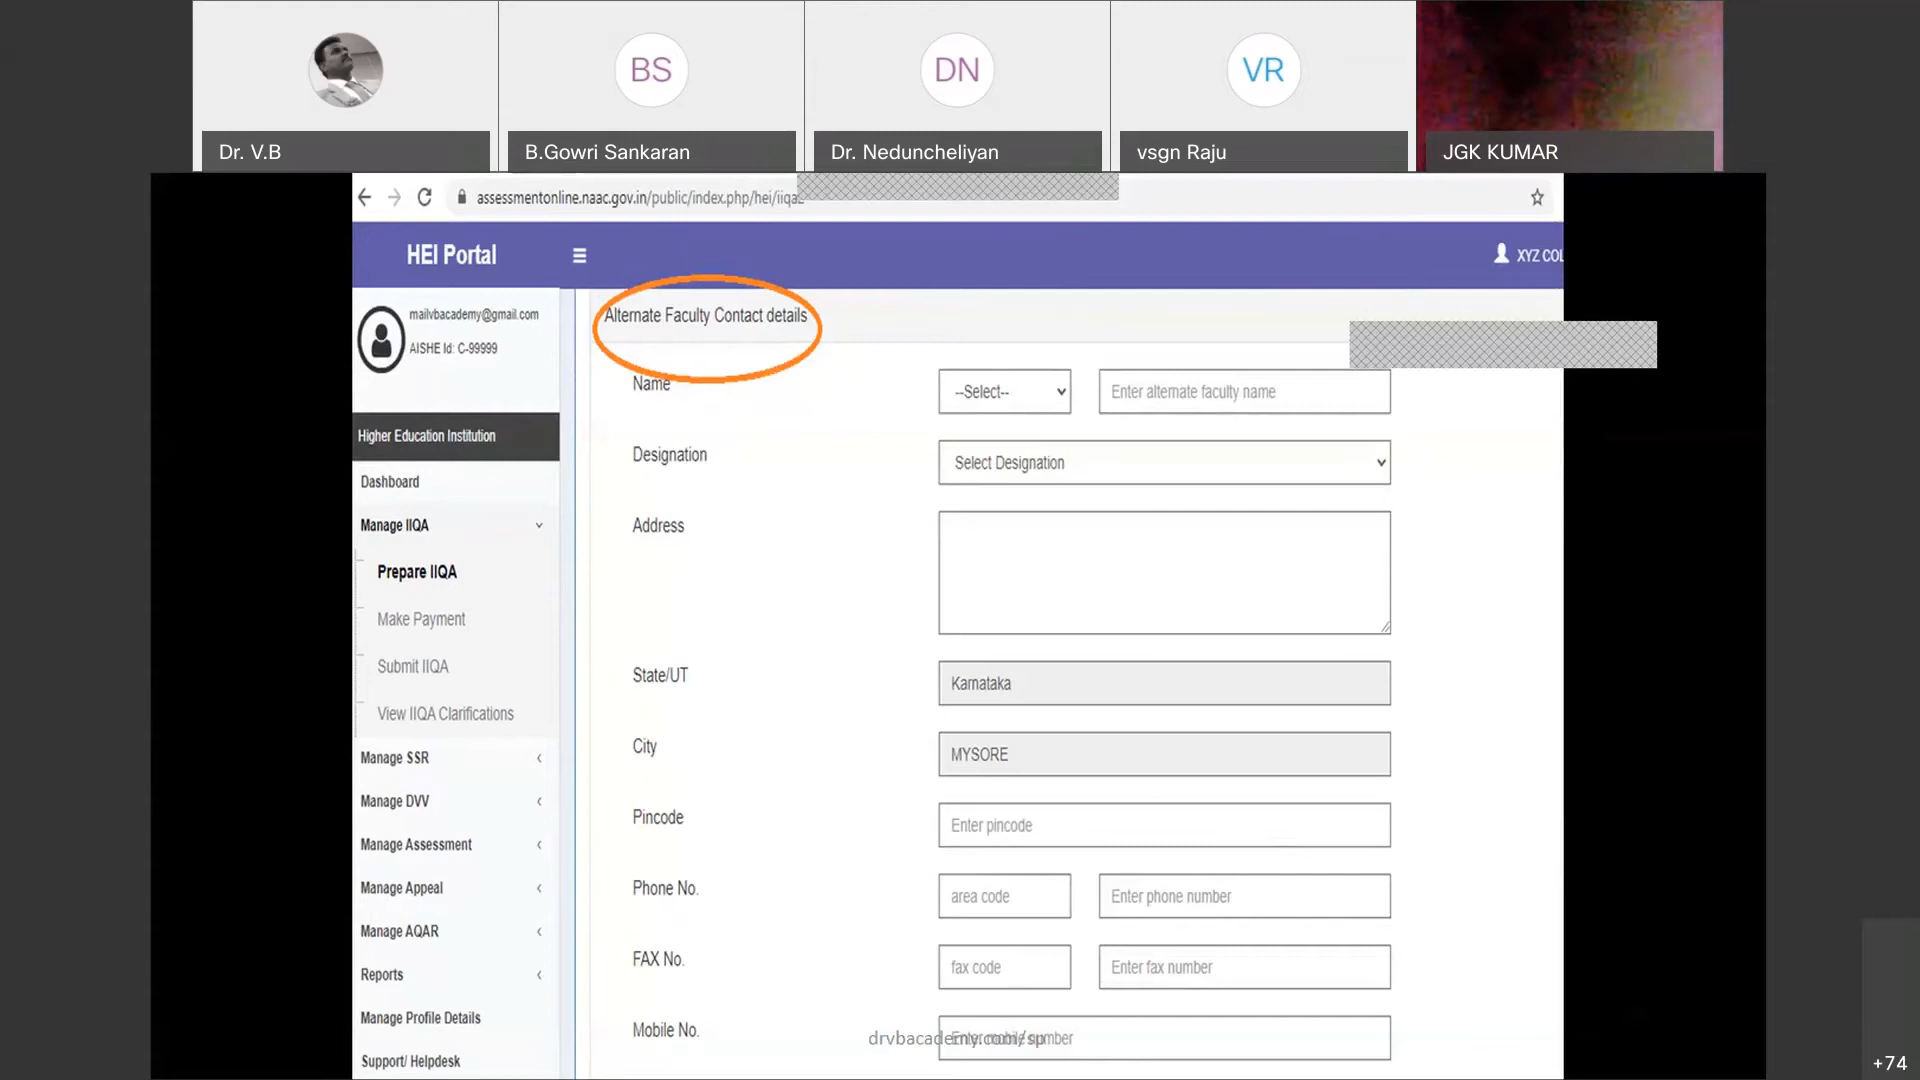 BS
DN
VR
Dr. V.B
B.Gowri Sankaran
Dr. Neduncheliyan
vsgn Raju
JGK KUMAR
assessmentonline.naac.gov.in/public/index.php/hei/iiqa
HEI Portal
XYZ COL
mailvbacademy@gmail.com
AISHE Id: C-99999
Higher Education Institution
Dashboard
Manage IIQA
Prepare IIQA
Make Payment
Submit IIQA
View IIQA Clarifications
Manage SSR
Manage DVV
Manage Assessment
Manage Appeal
Manage AQAR
Reports
Manage Profile Details
Support/ Helpdesk
Alternate Faculty Contact details
Name --Select-- Enter alternate faculty name
Designation Select Designation
Address
State/UT Karnataka
City MYSORE
Pincode Enter pincode
Phone No. area code Enter phone number
FAX No. fax code Enter fax number
Mobile No. Enter mobile number
drvbacademy.com/sp
+74